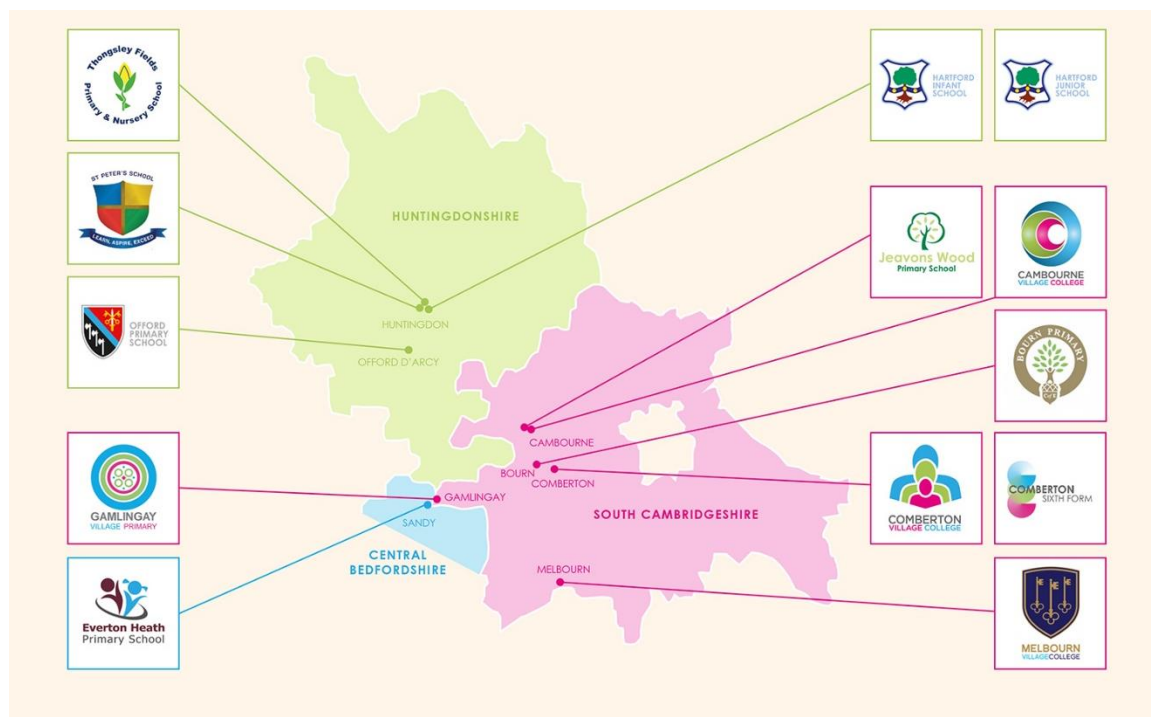 Thongsley Fields
Primary & Nursery School
ST PETER'S SCHOOL
LEARN, ASPIRE, EXCEED
OFFORD
PRIMARY
SCHOOL
GAMLINGAY
VILLAGE PRIMARY
Everton Heath
Primary School
HUNTINGDONSHIRE
HUNTINGDON
OFFORD D'ARCY
CAMBOURNE
BOURN
COMBERTON
GAMLINGAY
SANDY
SOUTH CAMBRIDGESHIRE
CENTRAL
BEDFORDSHIRE
MELBOURN
HARTFORD
INFANT
SCHOOL
HARTFORD
JUNIOR
SCHOOL
Jeavons Wood
Primary School
CAMBOURNE
VILLAGE COLLEGE
BOURN PRIMARY
CofE
COMBERTON
VILLAGE COLLEGE
COMBERTON
SIXTH FORM
MELBOURN
VILLAGECOLLEGE